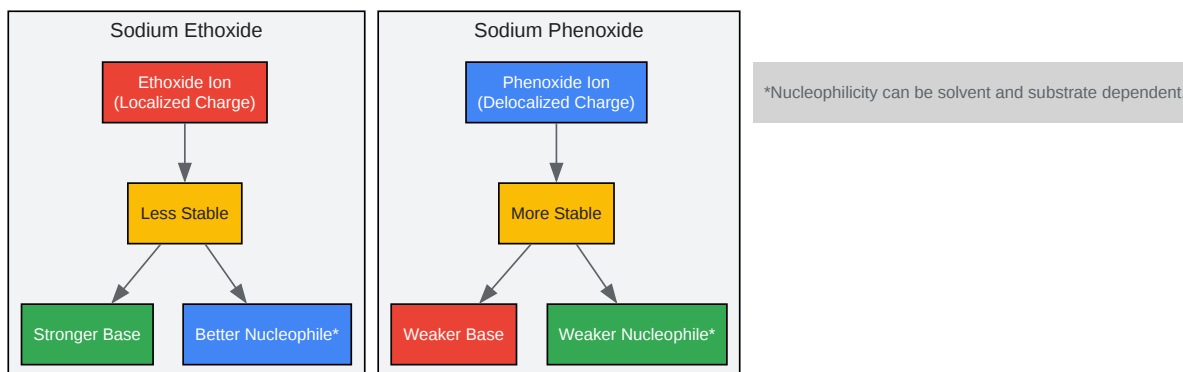 Sodium Ethoxide
Ethoxide Ion
(Localized Charge)
Less Stable
Stronger Base
Better Nucleophile*
Sodium Phenoxide
Phenoxide Ion
(Delocalized Charge)
More Stable
Weaker Base
Weaker Nucleophile*
*Nucleophilicity can be solvent and substrate dependent.